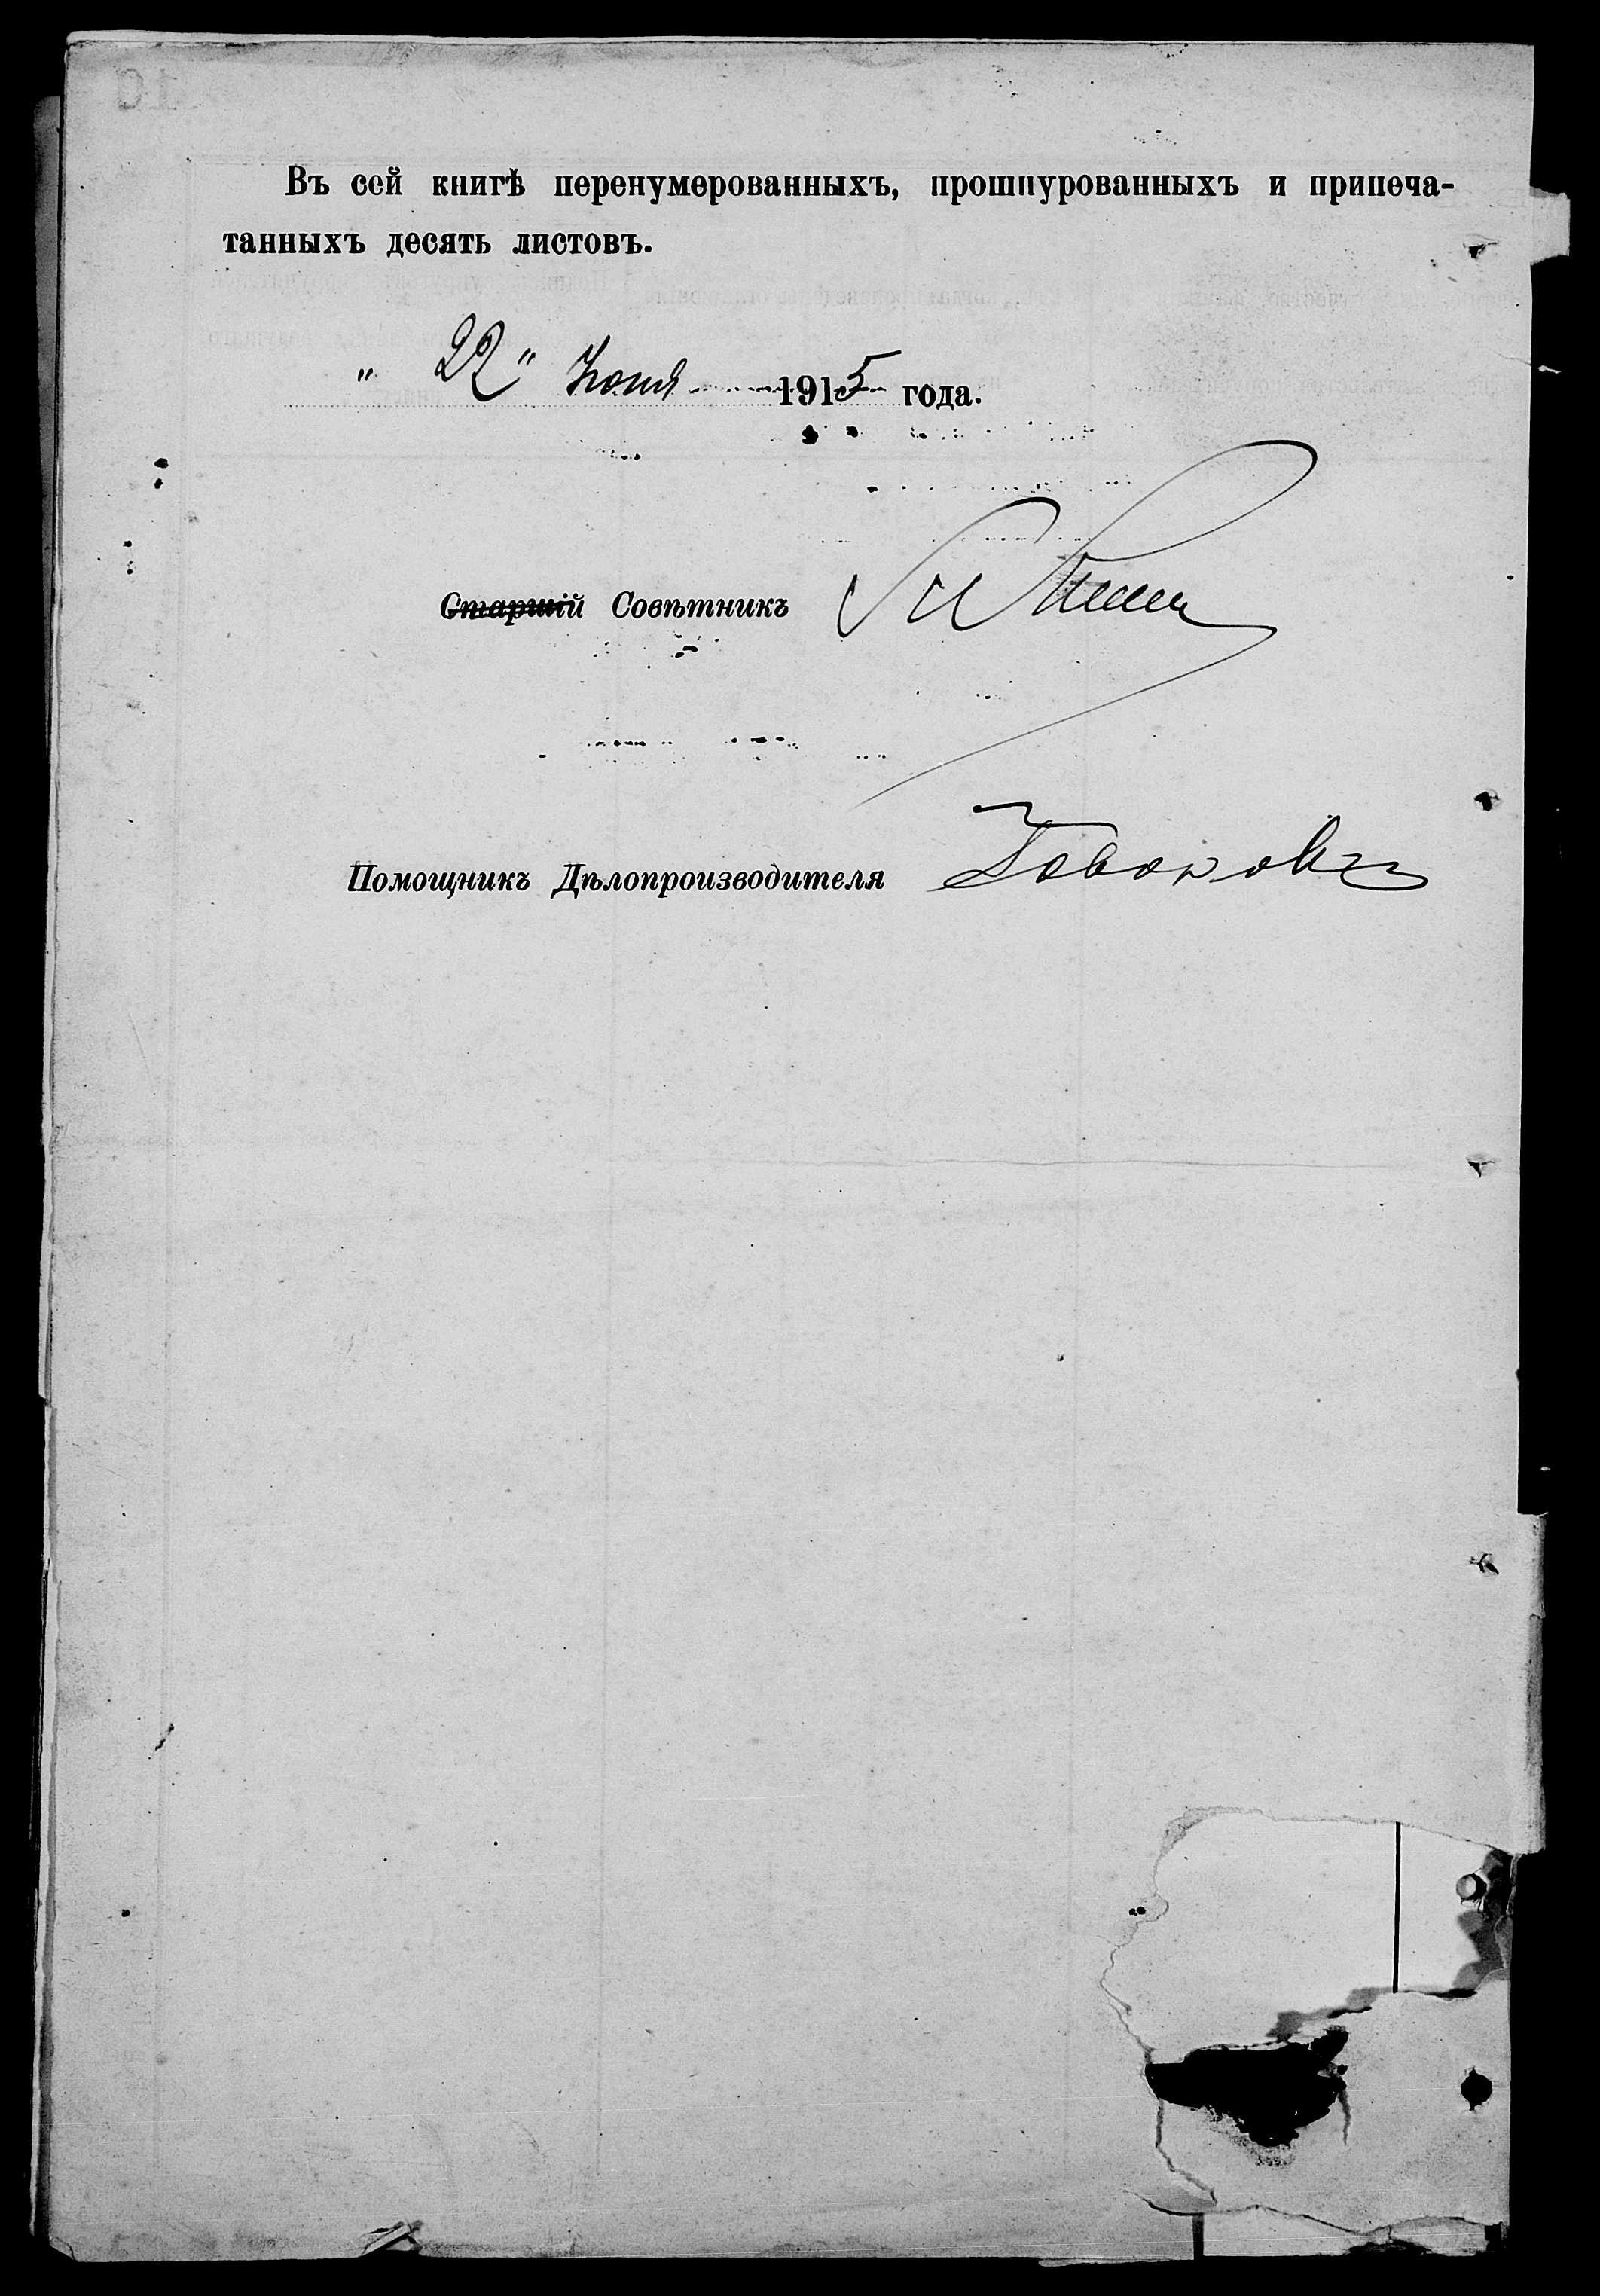 Въ сей книгѣ перенумерованныхъ, прошнурованныхъ и припеча-
танныхъ десять листовъ.
„ 22 " Іюня 1915 года.
Старшій Совѣтникъ
Помощникъ Дѣлопроизводителя